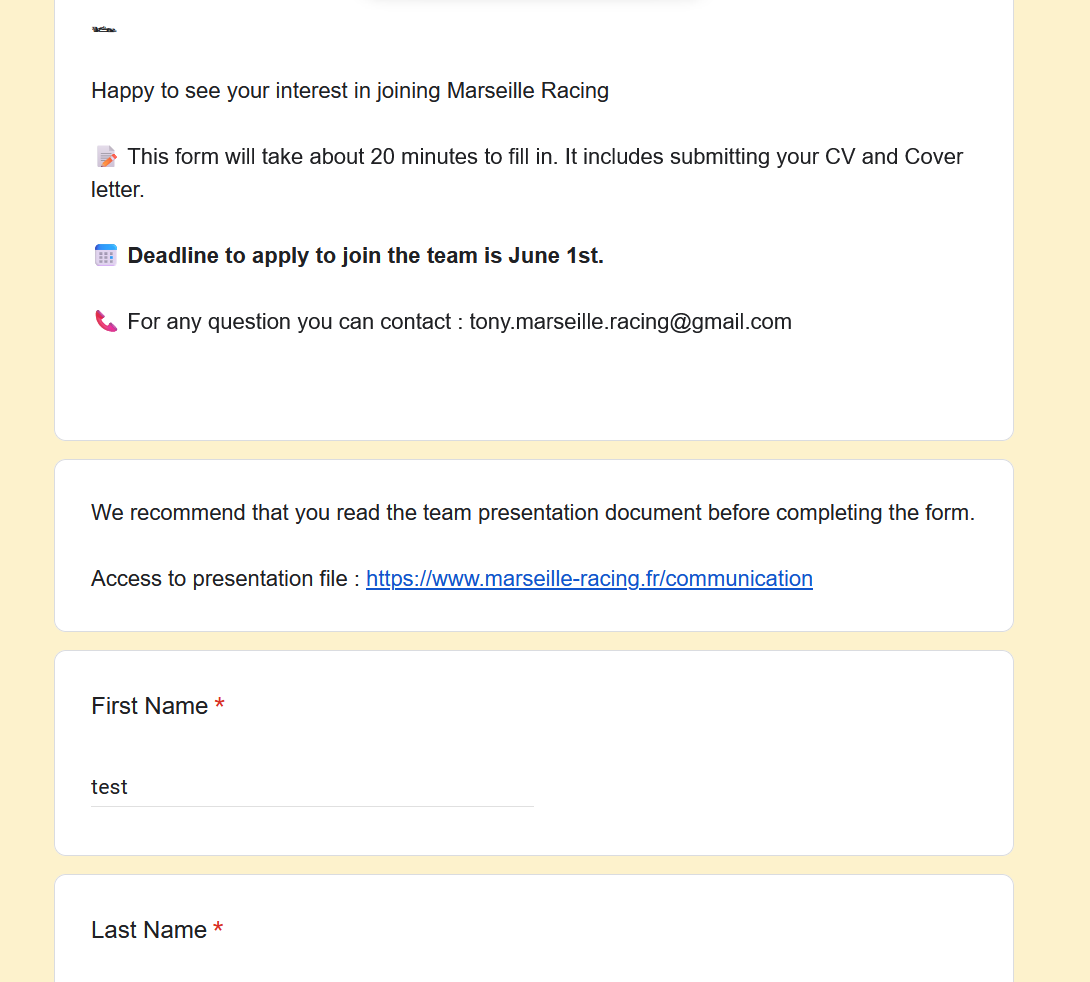 Happy to see your interest in joining Marseille Racing
📝 This form will take about 20 minutes to fill in. It includes submitting your CV and Cover
letter.
📅 Deadline to apply to join the team is June 1st.
📞 For any question you can contact : tony.marseille.racing@gmail.com
We recommend that you read the team presentation document before completing the form.
Access to presentation file : https://www.marseille-racing.fr/communication
First Name *
test
Last Name *